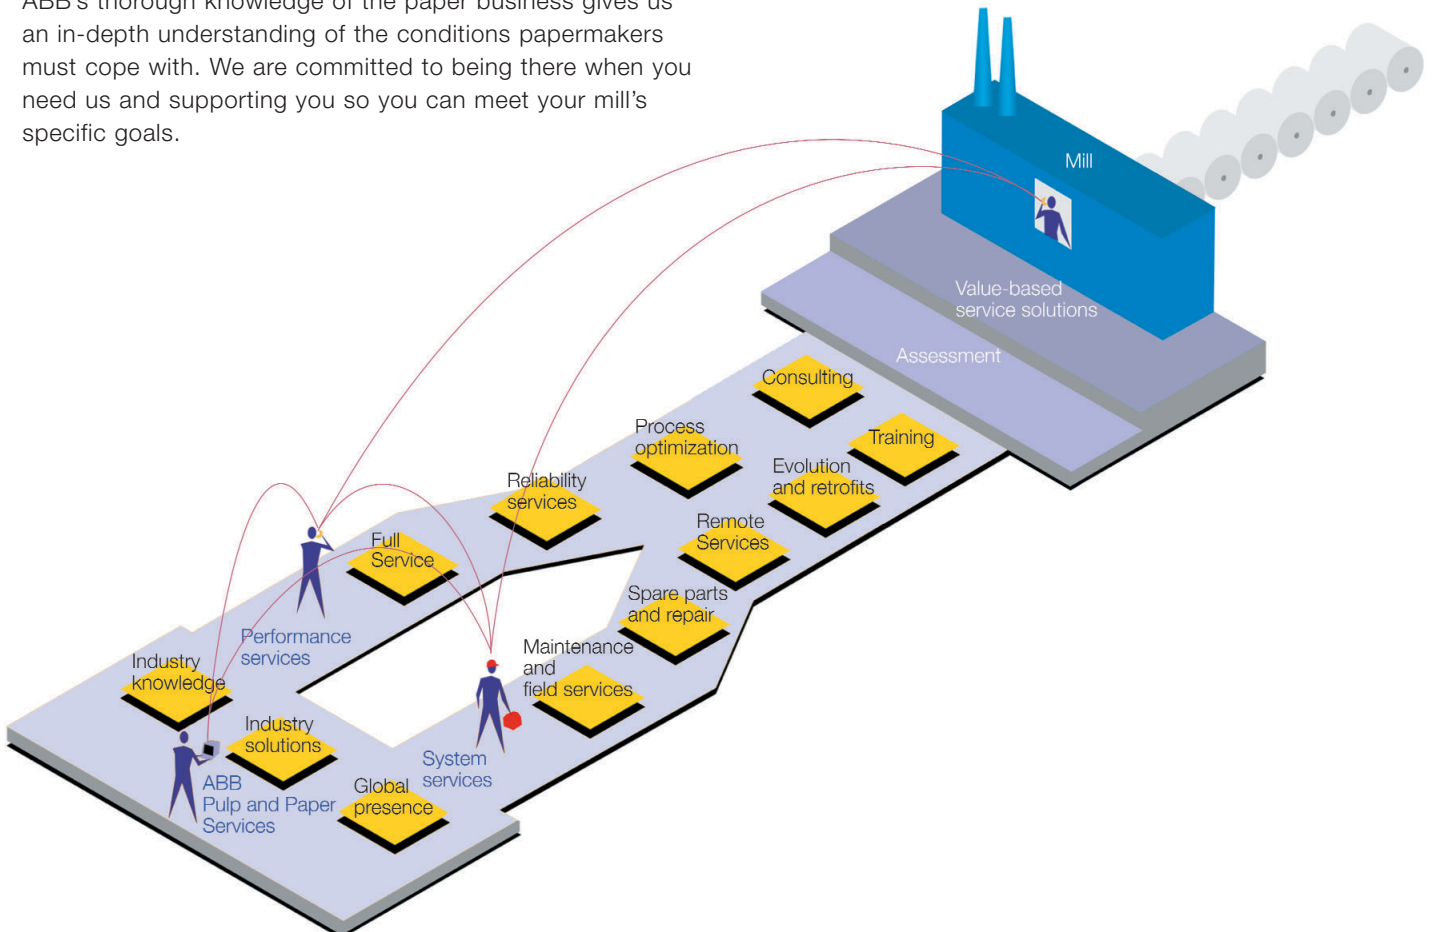 ABB's thorough knowledge of the paper business gives us
an in-depth understanding of the conditions papermakers
must cope with. We are committed to being there when you
need us and supporting you so you can meet your mill's
specific goals.
Mill
Value-based
service solutions
Assessment
Consulting
Training
Process
optimization
Evolution
and retrofits
Reliability
services
Remote
Services
Full
Service
Spare parts
and repair
Performance
services
Maintenance
and
field services
Industry
knowledge
Industry
solutions
System
services
ABB
Pulp and Paper
Services
Global
presence